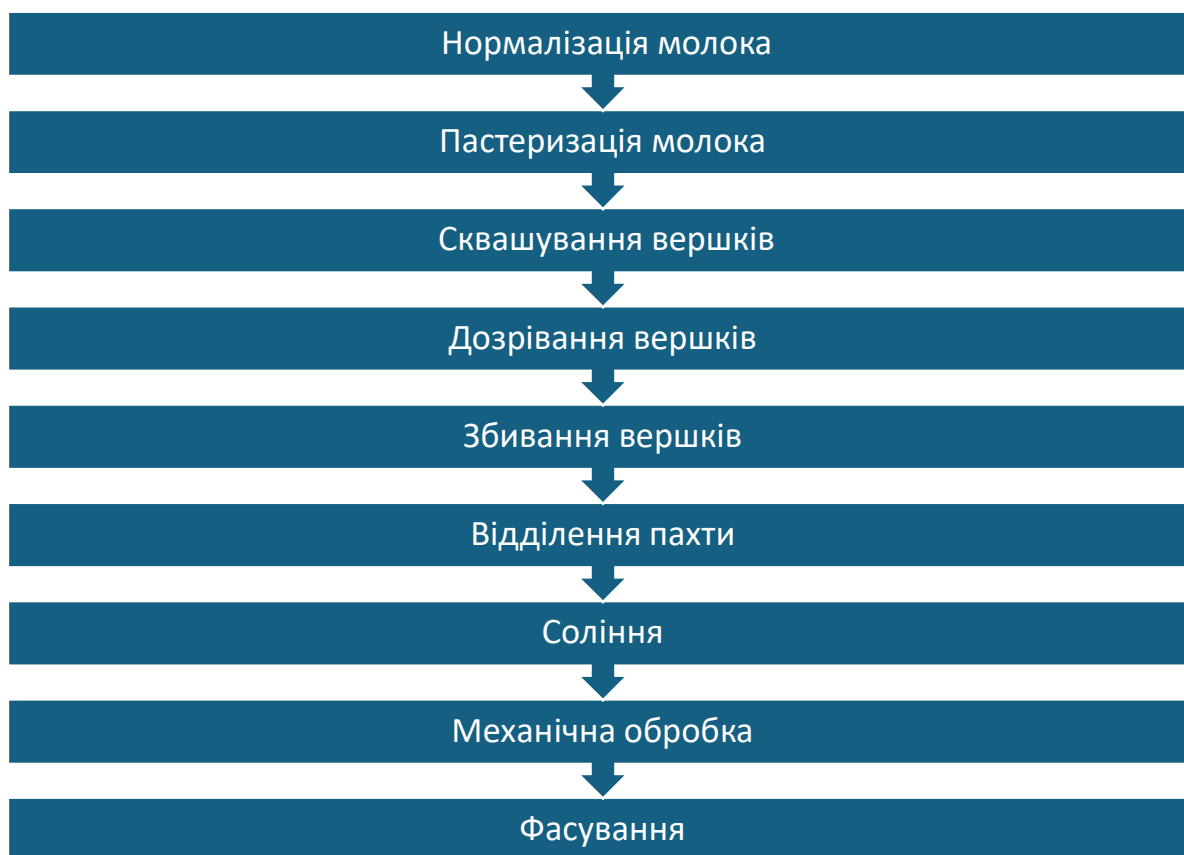 Нормалізація молока
Пастеризація молока
Сквашування вершків
Дозрівання вершків
Збивання вершків
Відділення пахти
Соління
Механічна обробка
Фасування